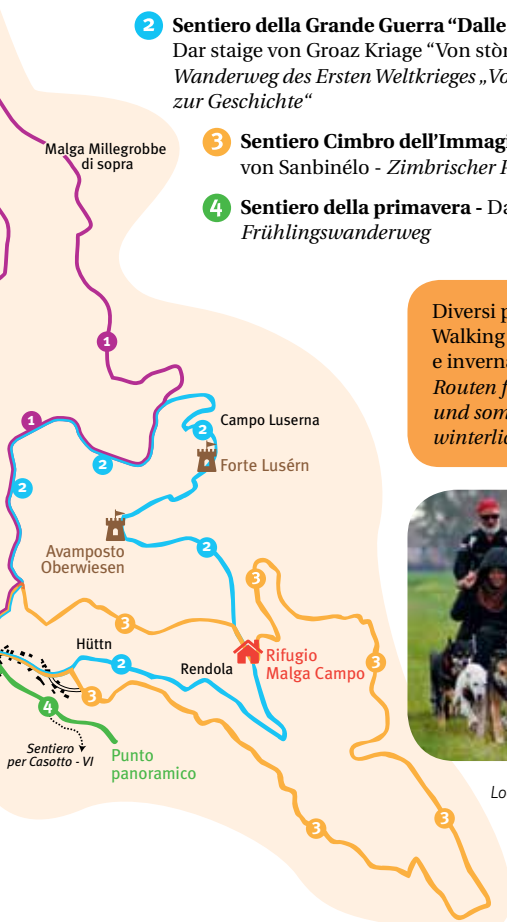 2 Sentiero della Grande Guerra “Dalle
Dar staige von Groaz Kriage “Von stòr
Wanderweg des Ersten Weltkrieges „Vo
zur Geschichte“
3 Sentiero Cimbro dell’Immagi
von Sanbinélo - Zimbrischer P
4 Sentiero della primavera - Da
Frühlingswanderweg
Malga Millegrobbe
di sopra
Diversi p
Walking
e inverna
Routen f
und som
winterlic
1
1
2
Campo Luserna
2
Forte Lusérn
2
Avamposto
Oberwiesen
2
3
3
Hüttn
2
Rendola
Rifugio
Malga Campo
3
3
4
Sentiero
per Casotto - VI
Punto
panoramico
Lo
3
3